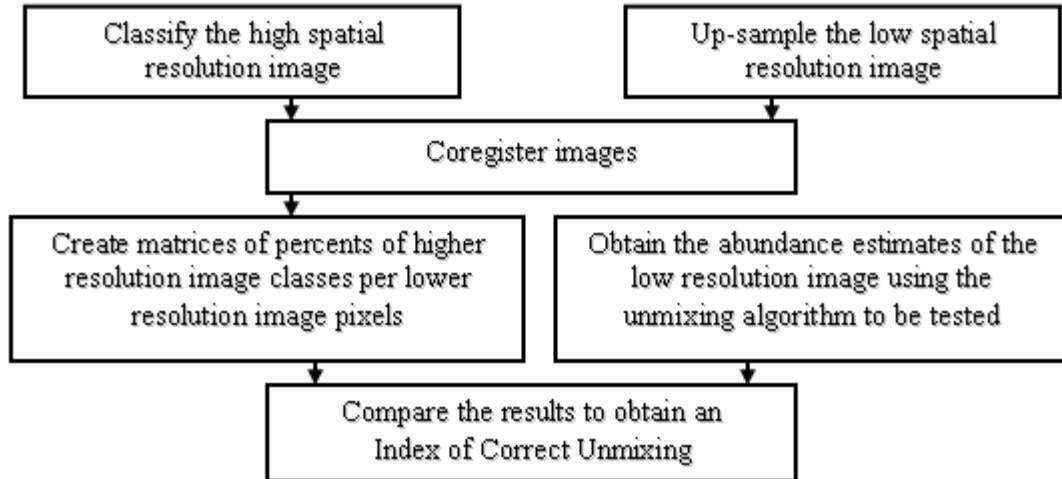 Classify the high spatial
resolution image
Up-sample the low spatial
resolution image
Coregister images
Create matrices of percents of higher
resolution image classes per lower
resolution image pixels
Obtain the abundance estimates of the
low resolution image using the
unmixing algorithm to be tested
Compare the results to obtain an
Index of Correct Unmixing